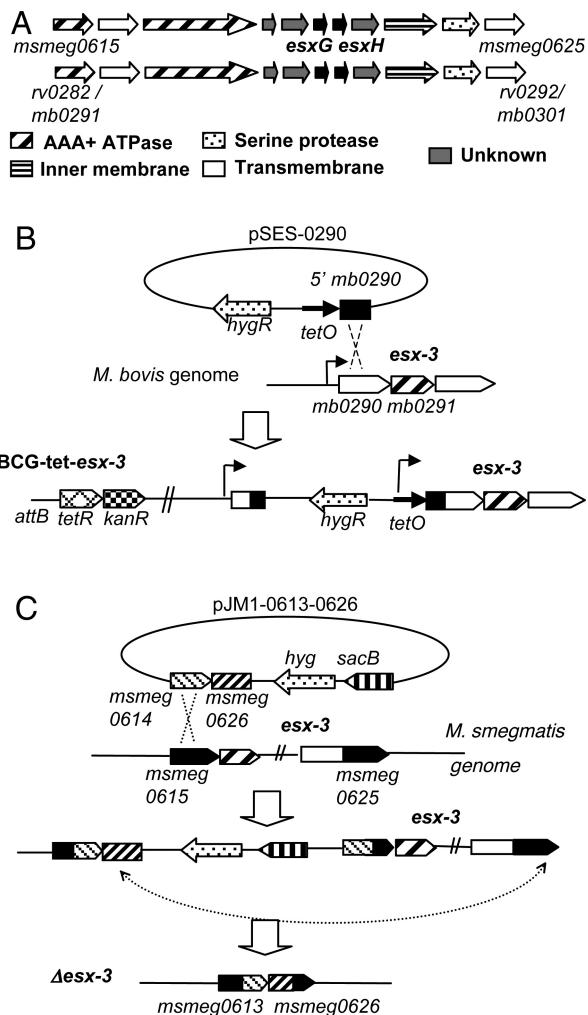 A
msmeg0615 esxG esxH msmeg0625
rv0282 / rv0292/
mb0291 mb0301
AAA+ ATPase Serine protease Unknown
Inner membrane Transmembrane
B
pSES-0290
5' mb0290
hygR tetO
esx-3
M. bovis genome
mb0290 mb0291
BCG-tet-esx-3
esx-3
attB tetR kanR hygR tetO
C
pJM1-0613-0626
hyg sacB
msmeg msmeg
0614 0626
esx-3
M. smegmatis
genome
msmeg msmeg
0615 0625
esx-3
Δesx-3
msmeg0613 msmeg0626